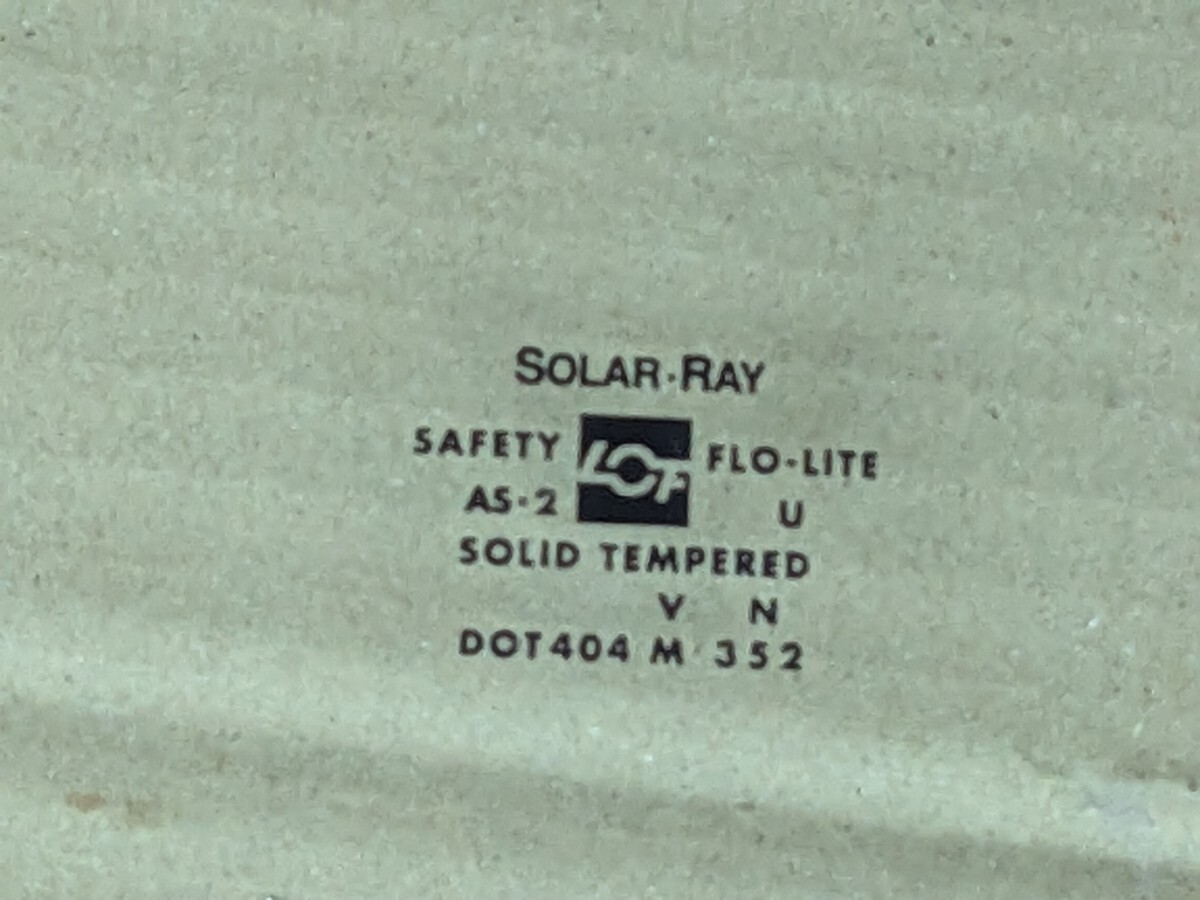 SOLAR·RAY
SAFETY LOF FLO-LITE
AS-2 U
SOLID TEMPERED
V N
DOT404 M 352